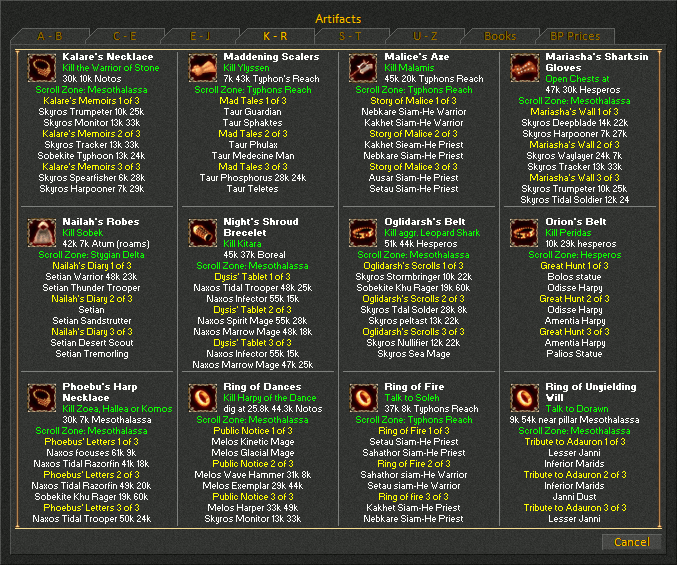 Artifacts
A - B
C - E
E - J
K - R
S - T
U - Z
Books
BP Prices
Kalare's Necklace
Kill the Warrior of Stone
30k 10k Notos
Scroll Zone: Mesothalassa
Kalare's Memoirs 1 of 3
Skyros Trumpeter 10k 25k
Skyros Monitor 13k 33k
Kalare's Memoirs 2 of 3
Skyros Tracker 13k 33k
Sobekite Typhoon 13k 24k
Kalare's Memoirs 3 of 3
Skyros Spearfisher 6k 28k
Skyros Harpooner 7k 29k
Maddening Scalers
Kill Ylyssen
7k 43k Typhon's Reach
Scroll Zone: Typhons Reach
Mad Tales 1 of 3
Taur Guardian
Taur Sphaktes
Mad Tales 2 of 3
Taur Phulax
Taur Medecine Man
Mad Tales 3 of 3
Taur Phosphorus 28k 24k
Taur Teletes
Malice's Axe
Kill Malamis
45k 20k Typhons Reach
Scroll Zone: Typhons Reach
Story of Malice 1 of 3
Nebkare Siam-He Warrior
Kakhet Siem-He Warrior
Story of Malice 2 of 3
Kakhet Sieam-He Priest
Nebkare Siam-He Priest
Story of Malice 3 of 3
Ausar Siam-He Priest
Setau Siam-He Priest
Mariasha's Sharksin
Gloves
Open Chests at
47k 30k Hesperos
Scroll Zone: Mesothalassa
Mariasha's Wall 1 of 3
Skyros Deepblade 14k 22k
Skyros Harpooner 7k 27k
Mariasha's Wall 2 of 3
Skyros Waylayer 24k 7k
Skyros Tracker 13k 33k
Mariasha's Wall 3 of 3
Skyros Trumpeter 10k 25k
Skyros Tidal Soldier 12k 24
Nailah's Robes
Kill Sobek
42k 7k Atum (roams)
Scroll Zone: Stygian Delta
Nailah's Diary 1 of 3
Setian Warrior 48k 23k
Setian Thunder Trooper
Nailah's Diary 2 of 3
Setian
Setian Sandstrutter
Nailah's Diary 3 of 3
Setian Desert Scout
Setian Tremorling
Night's Shroud
Brecelet
Kill Kitara
45k 37k Boreal
Scroll Zone: Mesothalassa
Dysis' Tablet 1 of 3
Naxos Tidal Trooper 48k 25k
Naxos Infector 55k 15k
Dysis' Tablet 2 of 3
Naxos Spirit Mage 55k 28k
Naxos Marrow Mage 48k 18k
Dysis' Tablet 3 of 3
Naxos Infector 55k 15k
Naxos Marrow Mage 47k 25k
Oglidarsh's Belt
Kill aggr. Leopard Shark
51k 44k Hesperos
Scroll Zone: Mesothalassa
Oglidarsh's Scrolls 1 of 3
Skyros Stormbringer 10k 22k
Sobekite Khu Rager 19k 60k
Oglidarsh's Scrolls 2 of 3
Skyros Tidal Solder 28k 8k
Skyros peltast 13k 22k
Oglidarsh's Scrolls 3 of 3
Skyros Nullifier 12k 22k
Skyros Sea Mage
Orion's Belt
Kill Peridas
10k 29k hesperos
Scroll Zone: Hesperos
Great Hunt 1 of 3
Bolos statue
Odisse Harpy
Great Hunt 2 of 3
Odisse Harpy
Amentia Harpy
Great Hunt 3 of 3
Amentia Harpy
Palios Statue
Phoebu's Harp
Necklace
Kill Zoea, Hallea or Komos
30k 7k Mesothalassa
Scroll Zone: Mesothalassa
Phoebus' Letters 1 of 3
Naxos focuses 61k 9k
Naxos Tidal Razorfin 41k 18k
Phoebus' Letters 2 of 3
Naxos Tidal Razorfin 49k 20k
Sobekite Khu Rager 19k 60k
Phoebus' Letters 3 of 3
Naxos Tidal Trooper 50k 24k
Ring of Dances
Kill Harpy of the Dance
dig at 25.8k 44.3k Notos
Scroll Zone: Mesothalassa
Public Notice 1 of 3
Melos Kinetic Mage
Melos Glacial Mage
Public Notice 2 of 3
Melos Wave Hammer 31k 8k
Melos Exemplar 29k 44k
Public Notice 3 of 3
Melos Harper 33k 49k
Skyros Monitor 13k 33k
Ring of Fire
Talk to Soleh
37k 8k Typhons Reach
Scroll Zone: Typhons Reach
Ring of Fire 1 of 3
Setau Siam-He Priest
Sahathor Siam-He Priest
Ring of Fire 2 of 3
Sahathor siam-He Warrior
Setau siam-He Warrior
Ring of fire 3 of 3
Kakhet Siam-He Priest
Nebkare Siam-He Priest
Ring of Unyielding
Will
Talk to Dorawn
9k 54k near pillar Mesothalassa
Scroll Zone: Mesothalassa
Tribute to Adauron 1 of 3
Lesser Janni
Inferior Marids
Tribute to Adauron 2 of 3
Inferior Marids
Janni Dust
Tribute to Adauron 3 of 3
Lesser Janni
Cancel